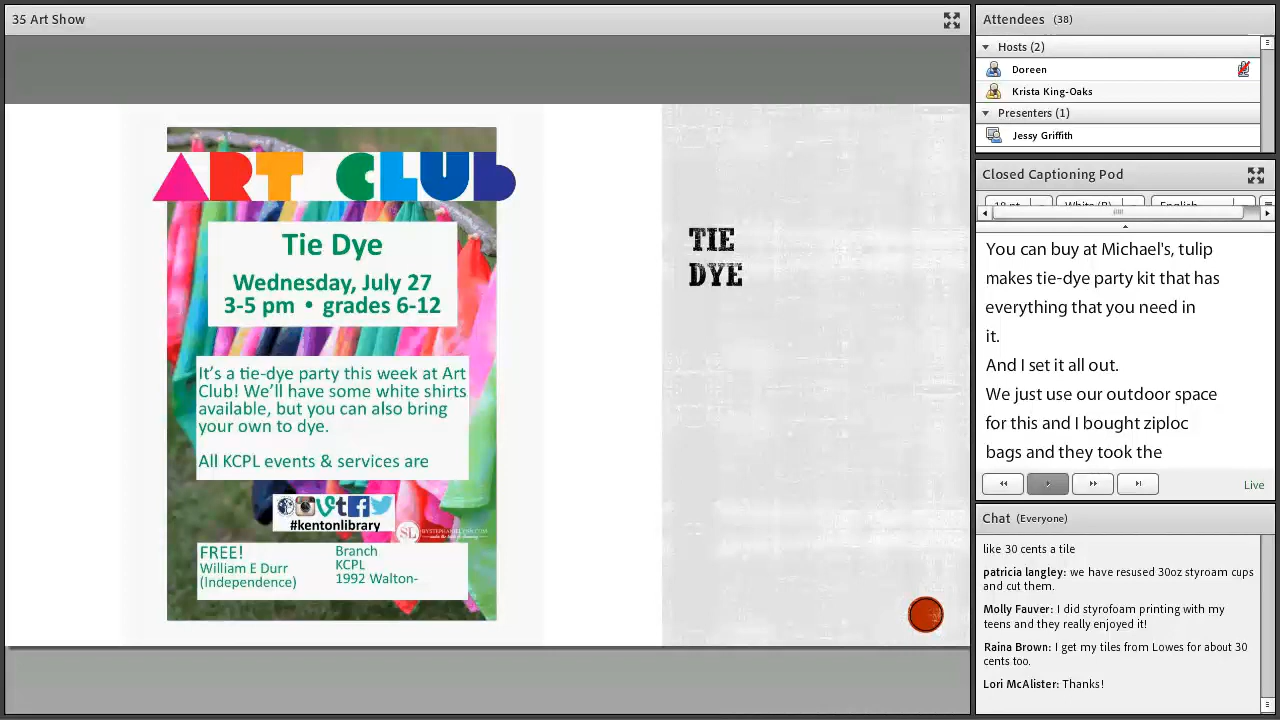 35 Art Show
ART CLUB
Tie Dye
Wednesday, July 27
3-5 pm • grades 6-12
It's a tie-dye party this week at Art
Club! We'll have some white shirts
available, but you can also bring
your own to dye.
All KCPL events & services are
#kentonlibrary
SL
FREE!
William E Durr
(Independence)
Branch
KCPL
1992 Walton-
TIE
DYE
Attendees (38)
Hosts (2)
Doreen
Krista King-Oaks
Presenters (1)
Jessy Griffith
Closed Captioning Pod
18 pt
White (B)
English
You can buy at Michael's, tulip
makes tie-dye party kit that has
everything that you need in
it.
And I set it all out.
We just use our outdoor space
for this and I bought ziploc
bags and they took the
Live
Chat (Everyone)
like 30 cents a tile
patricia langley: we have resused 30oz styroam cups
and cut them.
Molly Fauver: I did styrofoam printing with my
teens and they really enjoyed it!
Raina Brown: I get my tiles from Lowes for about 30
cents too.
Lori McAlister: Thanks!